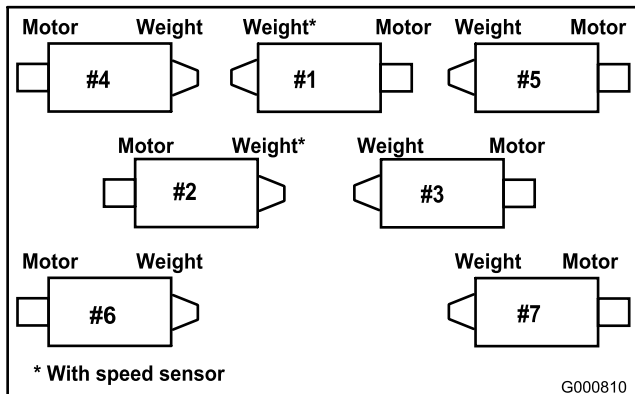 Motor Weight Weight* Motor Weight Motor
#4 #1 #5
Motor Weight* Weight Motor
#2 #3
Motor Weight Weight Motor
#6 #7
* With speed sensor
G000810